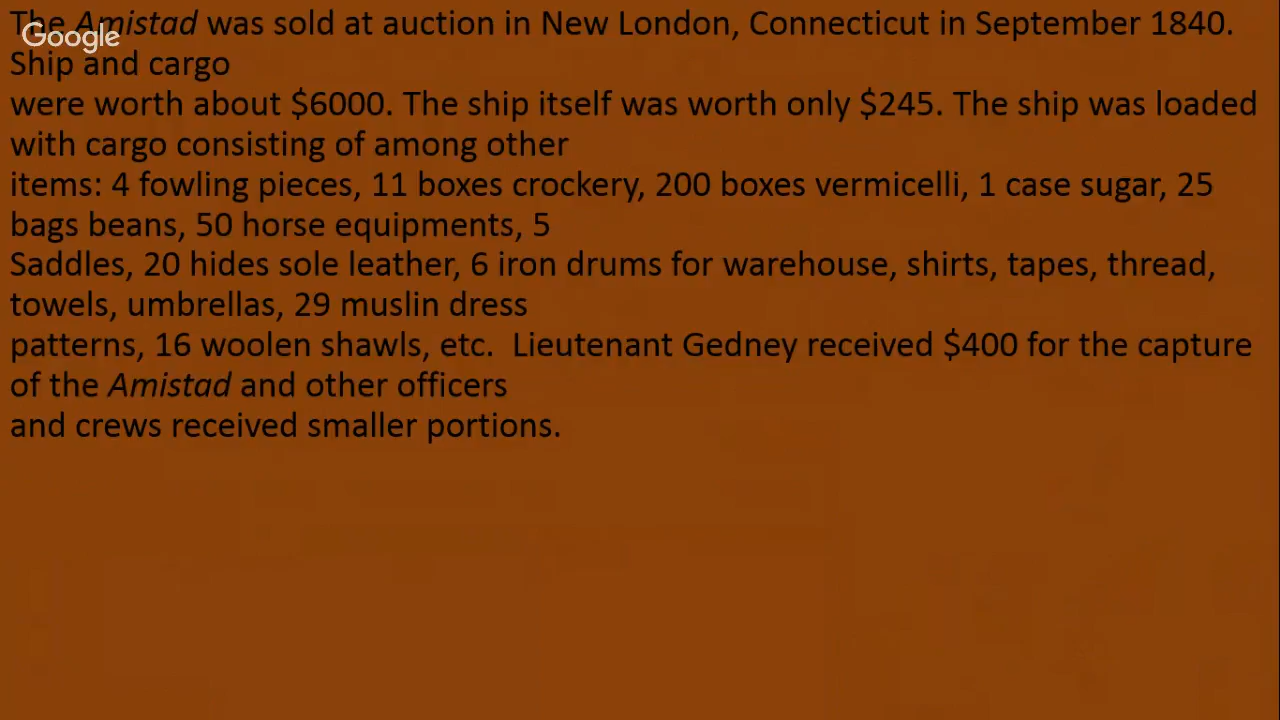 The Amistad was sold at auction in New London, Connecticut in September 1840.
Google
Ship and cargo
were worth about $6000. The ship itself was worth only $245. The ship was loaded
with cargo consisting of among other
items: 4 fowling pieces, 11 boxes crockery, 200 boxes vermicelli, 1 case sugar, 25
bags beans, 50 horse equipments, 5
Saddles, 20 hides sole leather, 6 iron drums for warehouse, shirts, tapes, thread,
towels, umbrellas, 29 muslin dress
patterns, 16 woolen shawls, etc.  Lieutenant Gedney received $400 for the capture
of the Amistad and other officers
and crews received smaller portions.